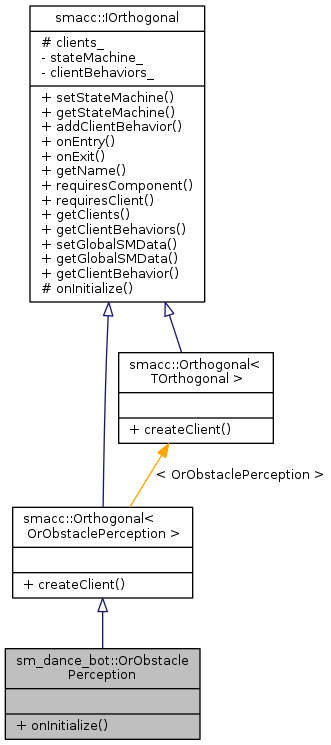 smacc::IOrthogonal
# clients_
- stateMachine_
- clientBehaviors_
+ setStateMachine()
+ getStateMachine()
+ addClientBehavior()
+ onEntry()
+ onExit()
+ getName()
+ requiresComponent()
+ requiresClient()
+ getClients()
+ getClientBehaviors()
+ setGlobalSMData()
+ getGlobalSMData()
+ getClientBehavior()
# onInitialize()
smacc::Orthogonal<
TOrthogonal >
+ createClient()
< OrObstaclePerception >
smacc::Orthogonal<
OrObstaclePerception >
+ createClient()
sm_dance_bot::OrObstacle
Perception
+ onInitialize()